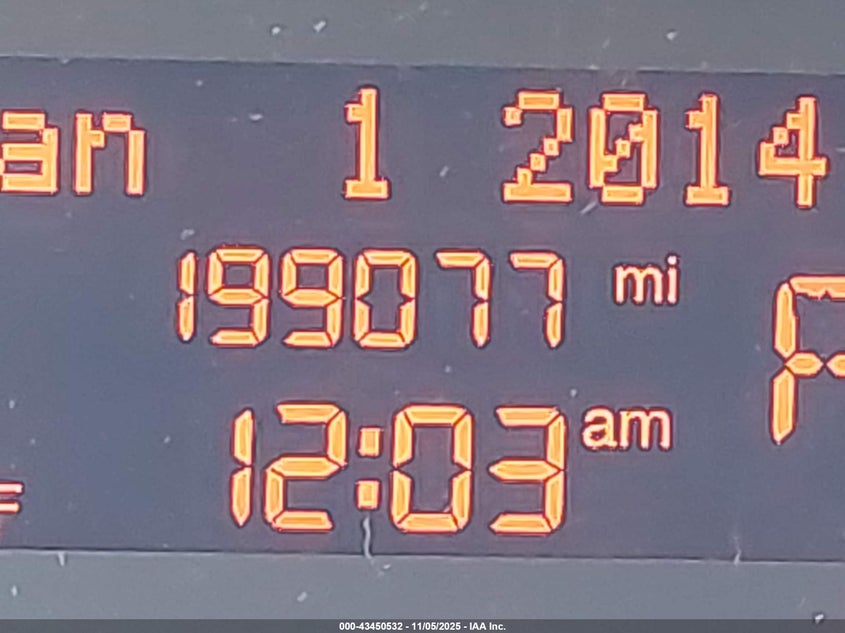 an 1 2014
199077 mi
12:03 am
000-43450532 - 11/05/2025 - IAA Inc.